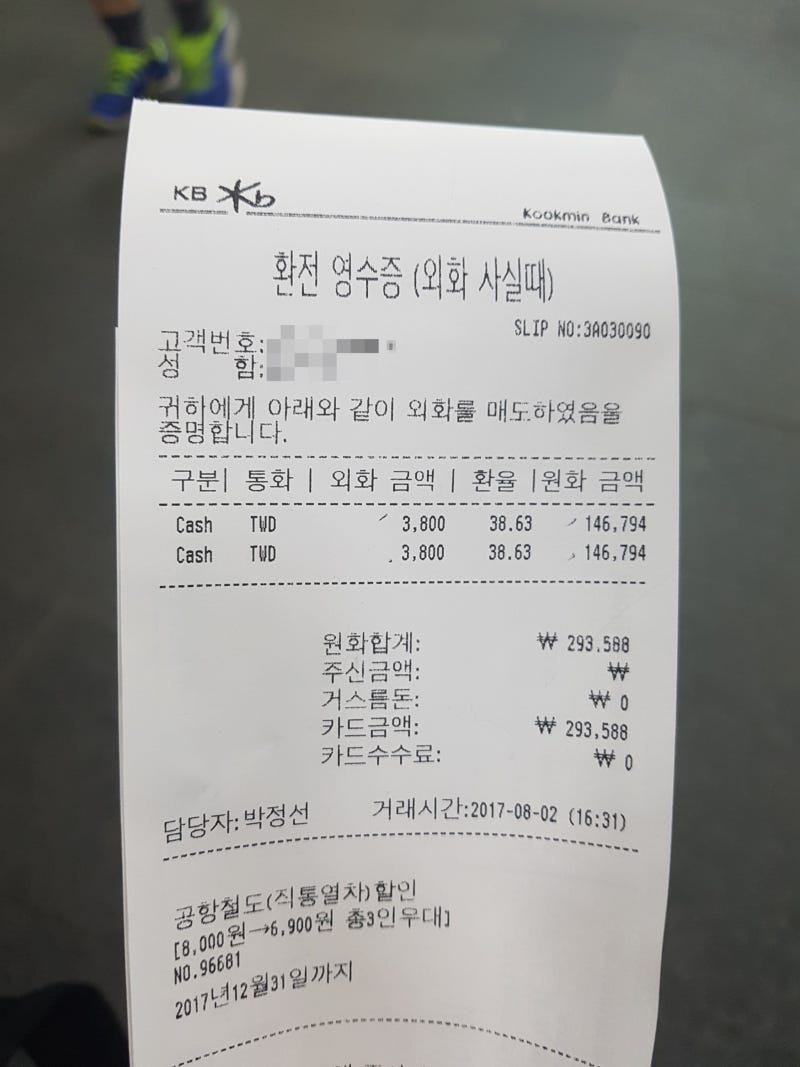 KB Kb
Kookmin Bank
환전 영수증 (외화 사실때)
SLIP NO:3A030090
고객번호:
성 함:
귀하에게 아래와 같이 외화를 매도하였음을
증명합니다.
구분| 통화 | 외화 금액 | 환율 |원화 금액
Cash TWD 3,800 38.63 146,794
Cash TWD 3,800 38.63 146,794
원화합계: ₩ 293,588
주신금액: ₩
거스름돈: ₩ 0
카드금액: ₩ 293,588
카드수수료: ₩ 0
담당자:박정선 거래시간:2017-08-02 (16:31)
공항철도(직통열차)할인
[8,000원→6,900원 총3인우대]
NO.96681
2017년12월31일까지